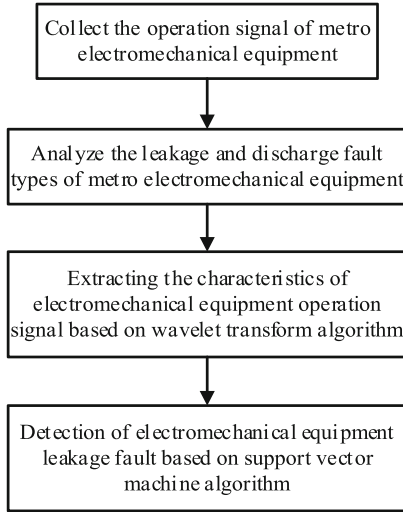 Collect the operation signal of metro
electromechanical equipment
Analyze the leakage and discharge fault
types of metro electromechanical equipment
Extracting the characteristics of
electromechanical equipment operation
signal based on wavelet transform algorithm
Detection of electromechanical equipment
leakage fault based on support vector
machine algorithm